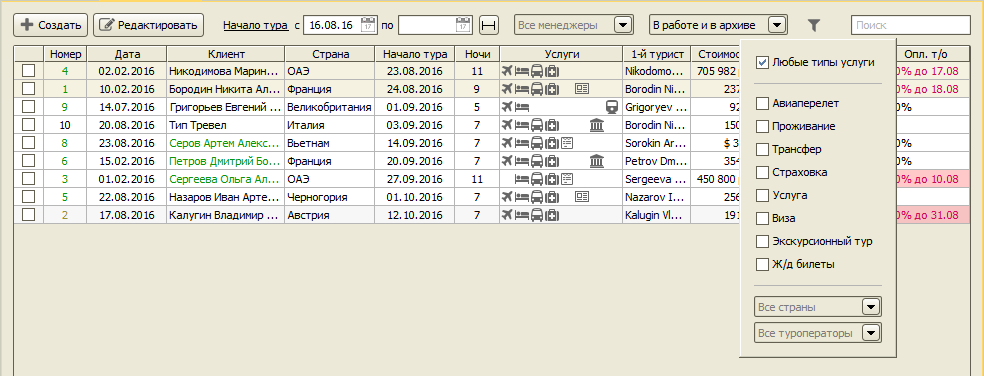 Создать Редактировать Начало тура с 16.08.16 по Все менеджеры В работе и в архиве Поиск
Номер Дата Клиент Страна Начало тура Ночи Услуги 1-й турист Стоимос Опл. т/о
4 02.02.2016 Никодимова Марин... ОАЭ 23.08.2016 11 Nikodomo... 705 982 0% до 17.08
1 10.02.2016 Бородин Никита Ал... Франция 24.08.2016 9 Borodin Ni... 237 0% до 18.08
9 14.07.2016 Григорьев Евгений ... Великобритания 01.09.2016 5 Grigoryev ... 92 0%
10 20.08.2016 Тип Тревел Италия 03.09.2016 7 Borodin Ni... 150
8 23.08.2016 Серов Артем Алекс... Вьетнам 14.09.2016 7 Sorokin Ar... $ 3 0%
6 15.02.2016 Петров Дмитрий Бо... Франция 20.09.2016 7 Petrov Dm... 354 0%
3 01.02.2016 Сергеева Ольга Ал... ОАЭ 27.09.2016 11 Sergeeva ... 450 800 0% до 10.08
5 22.08.2016 Назаров Иван Арте... Черногория 01.10.2016 7 Nazarov I... 256
2 17.08.2016 Калугин Владимир ... Австрия 12.10.2016 7 Kalugin Vl... 191 0% до 31.08
Любые типы услуги
Авиаперелет
Проживание
Трансфер
Страховка
Услуга
Виза
Экскурсионный тур
Ж/д билеты
Все страны
Все туроператоры